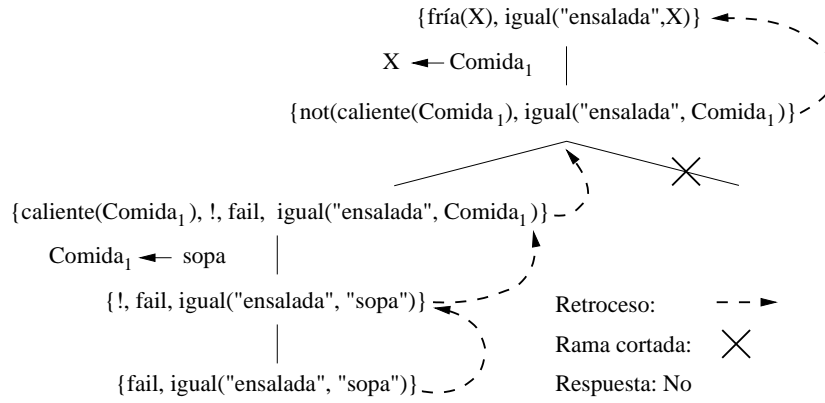 {fría(X), igual("ensalada",X)}
X ← Comida₁
{not(caliente(Comida₁), igual("ensalada", Comida₁)}
{caliente(Comida₁), !, fail, igual("ensalada", Comida₁)}
Comida₁ ← sopa
{!, fail, igual("ensalada", "sopa")}
{fail, igual("ensalada", "sopa")}
Retroceso:
Rama cortada:
Respuesta: No